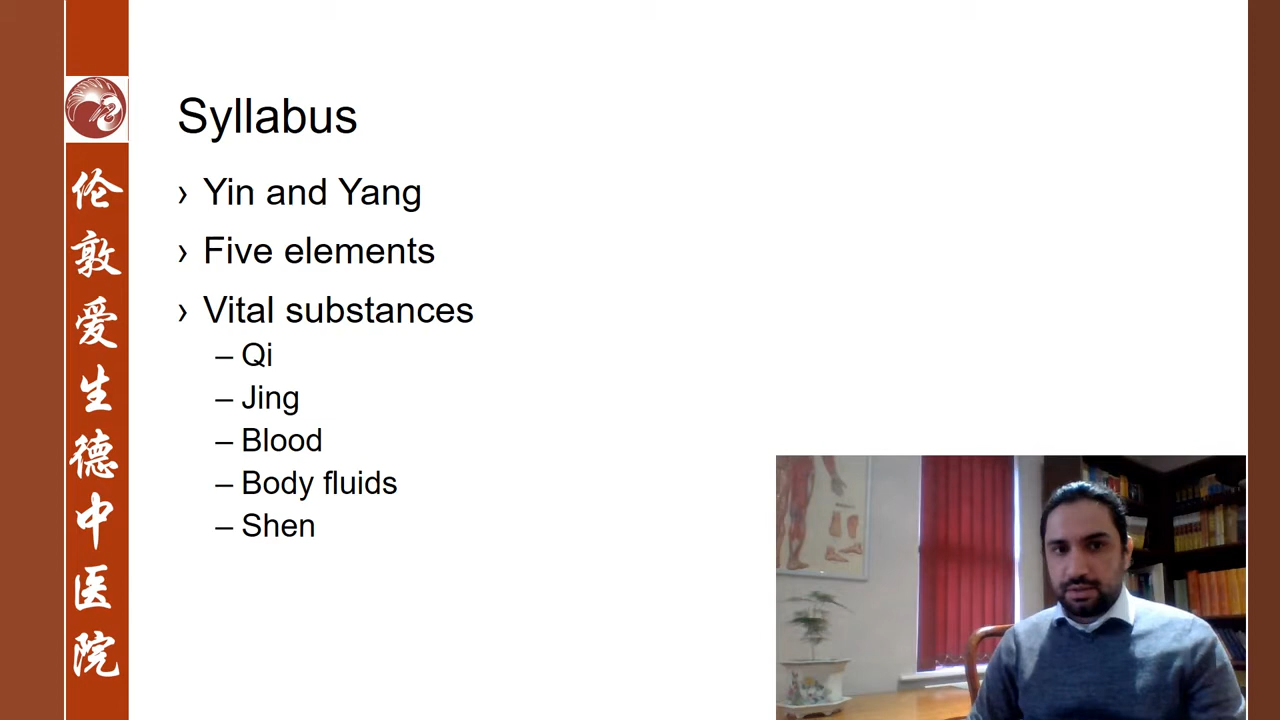 伦敦爱生德中医院
Syllabus
› Yin and Yang
› Five elements
› Vital substances
– Qi
– Jing
– Blood
– Body fluids
– Shen